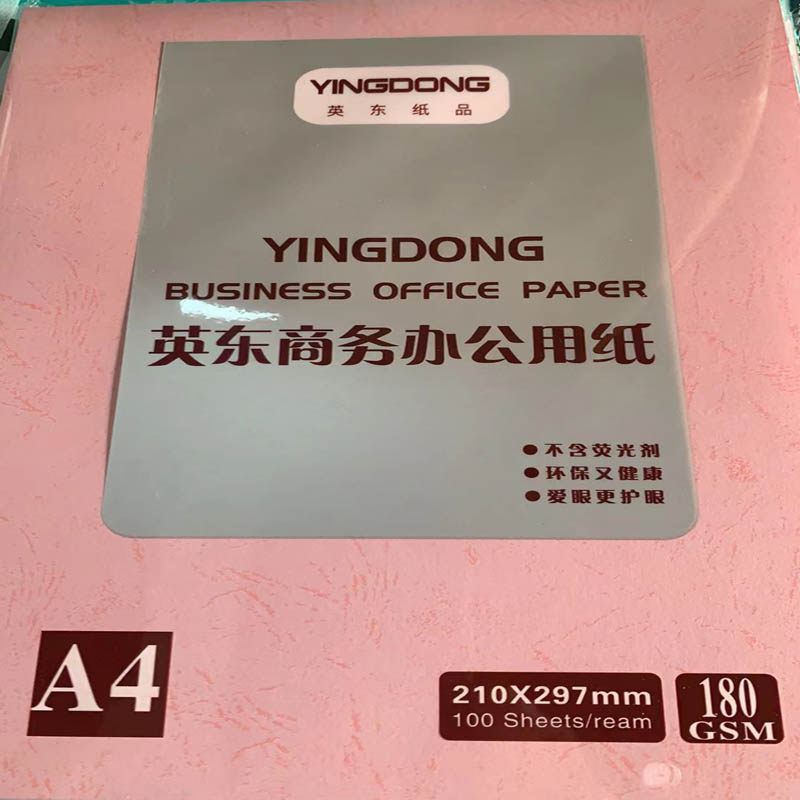 YINGDONG
英东纸品
YINGDONG
BUSINESS OFFICE PAPER
英东商务办公用纸
●不含荧光剂
●环保又健康
●爱眼更护眼
A4
210X297mm
100 Sheets/ream
180
GSM